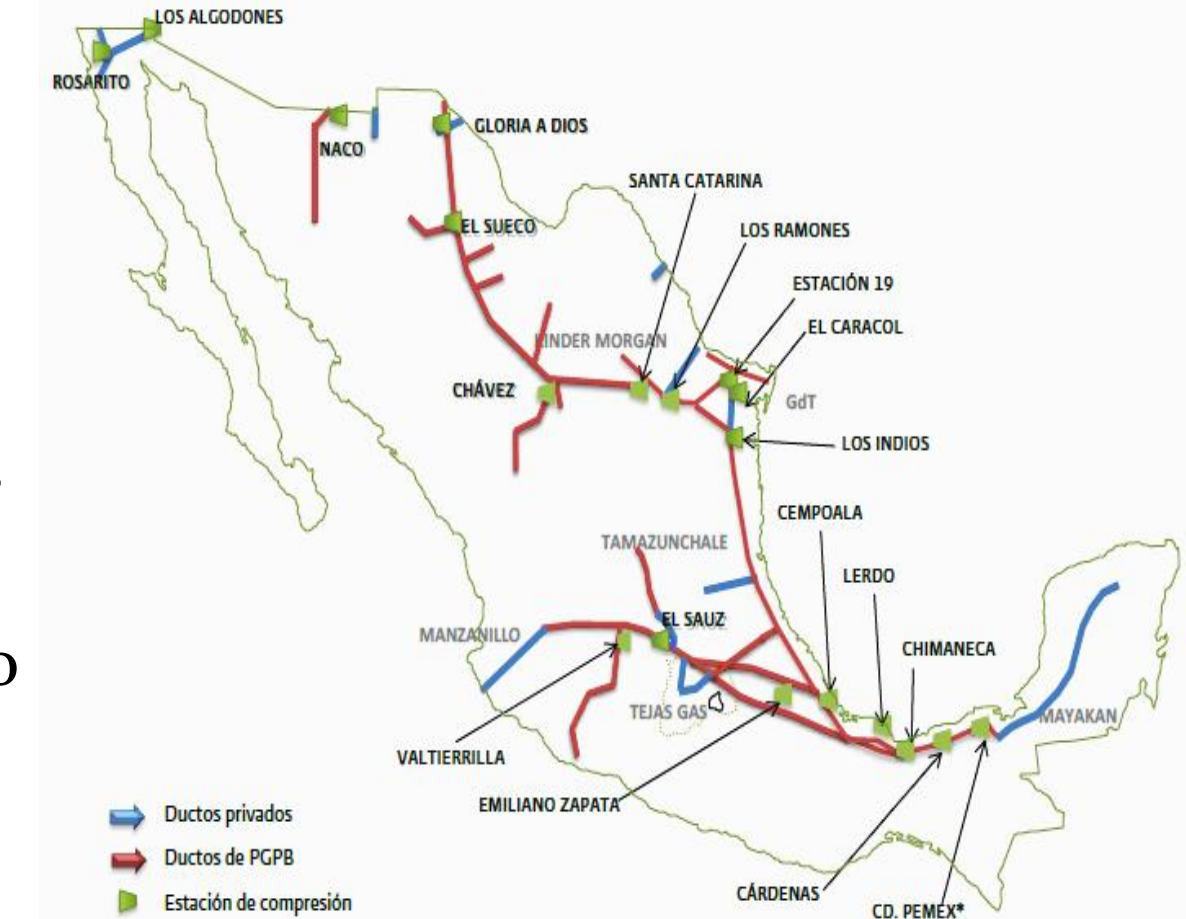 LOS ALGODONES
ROSARITO
NACO
GLORIA A DIOS
SANTA CATARINA
EL SUECO
LOS RAMONES
ESTACIÓN 19
EL CARACOL
KINDER MORGAN
CHÁVEZ
GdT
LOS INDIOS
CEMPOALA
TAMAZUNCHALE
LERDO
EL SAUZ
MANZANILLO
CHIMANECA
TEJAS GAS
MAYAKAN
VALTIERRILLA
EMILIANO ZAPATA
Ductos privados
Ductos de PGPB
CÁRDENAS
Estación de compresión
CD. PEMEX*